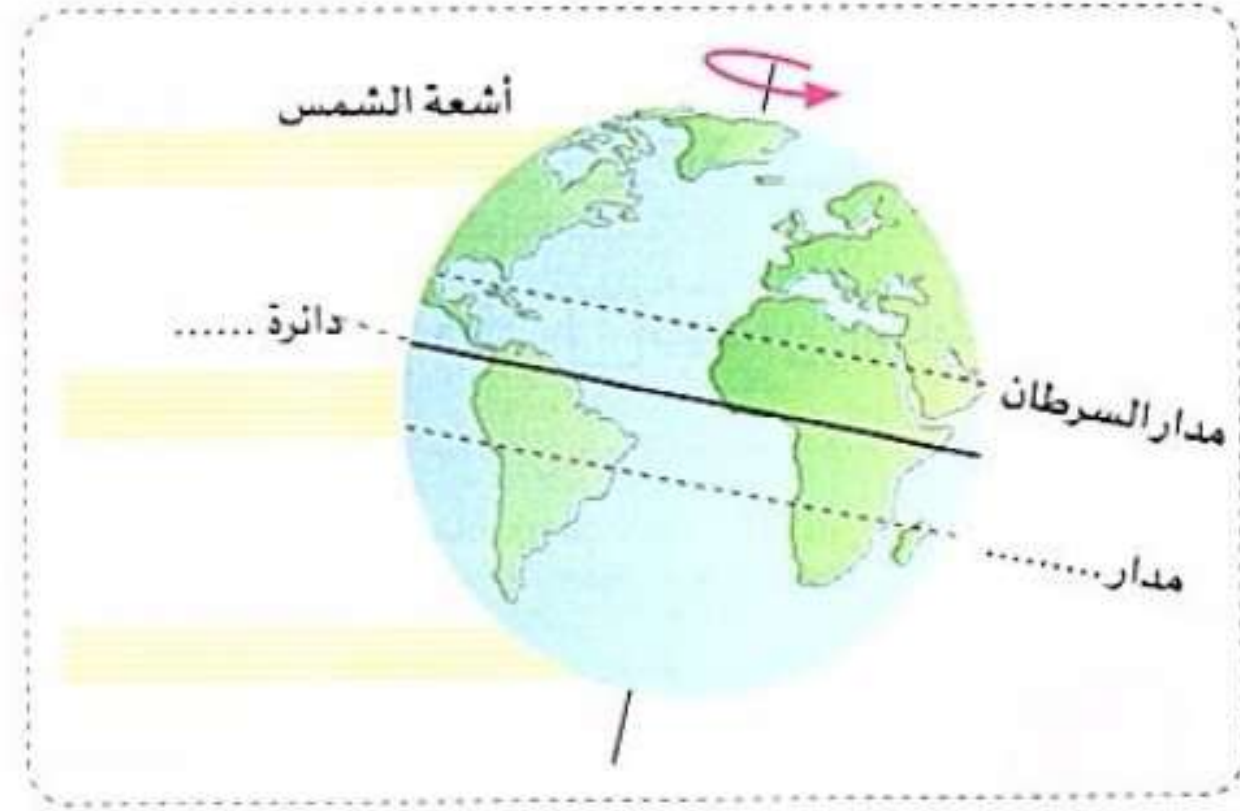 أشعة الشمس
دائرة ......
مدار السرطان
مدار .........